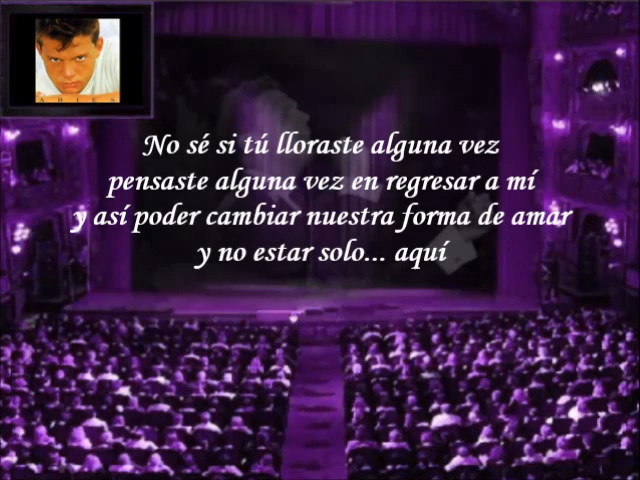 ARIES
No sé si tú lloraste alguna vez
pensaste alguna vez en regresar a mí
y así poder cambiar nuestra forma de amar
y no estar solo... aquí